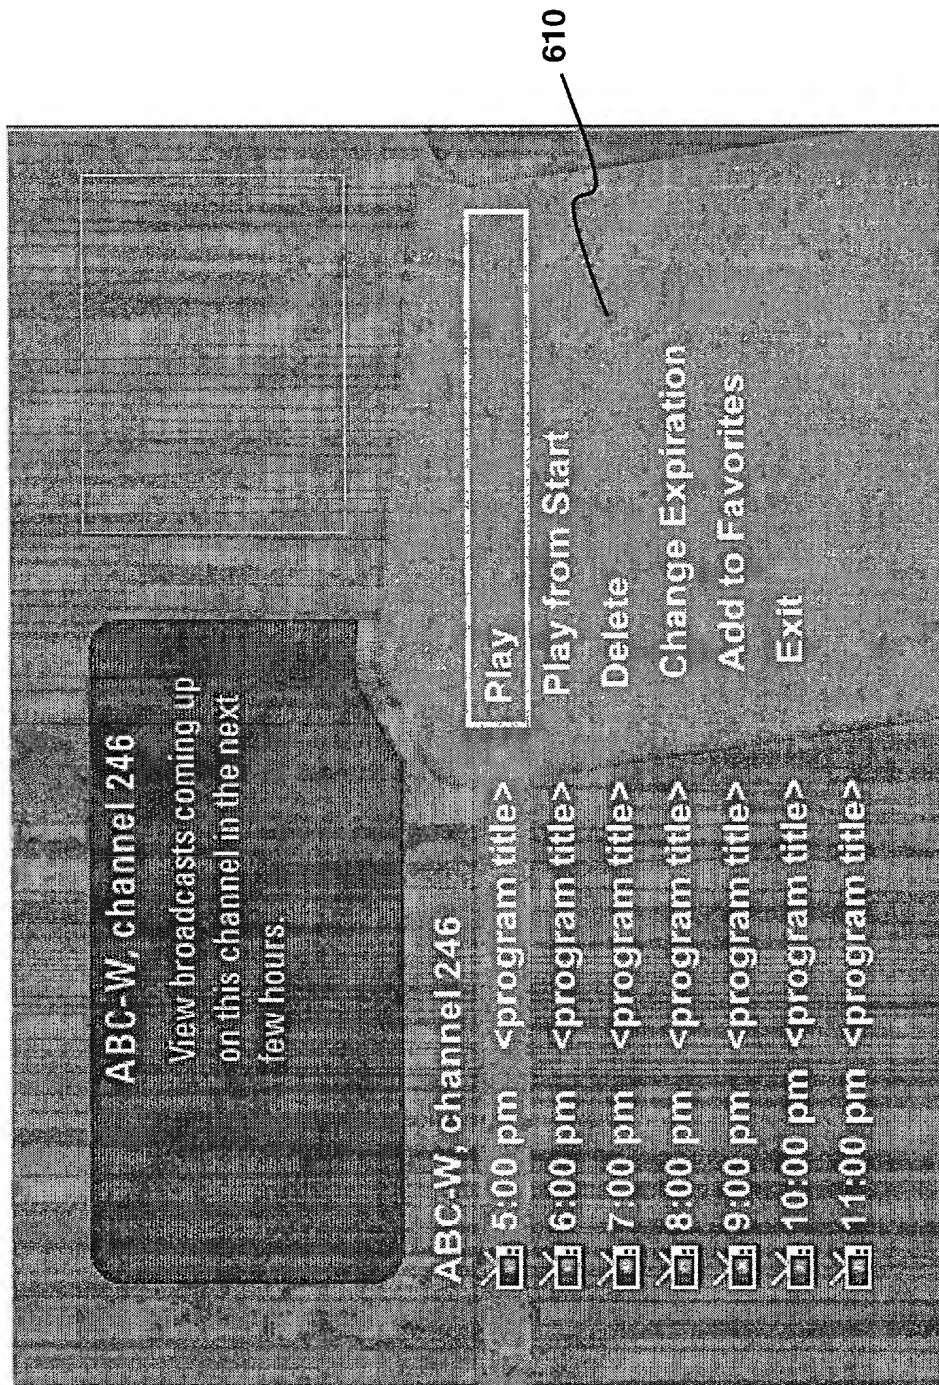 ABC-W, channel 246
View broadcasts coming up
on this channel in the next
few hours.
ABC-W, channel 246
5:00 pm <program title>
6:00 pm <program title>
7:00 pm <program title>
8:00 pm <program title>
9:00 pm <program title>
10:00 pm <program title>
11:00 pm <program title>
Play
Play from Start
Delete
Change Expiration
Add to Favorites
Exit
610